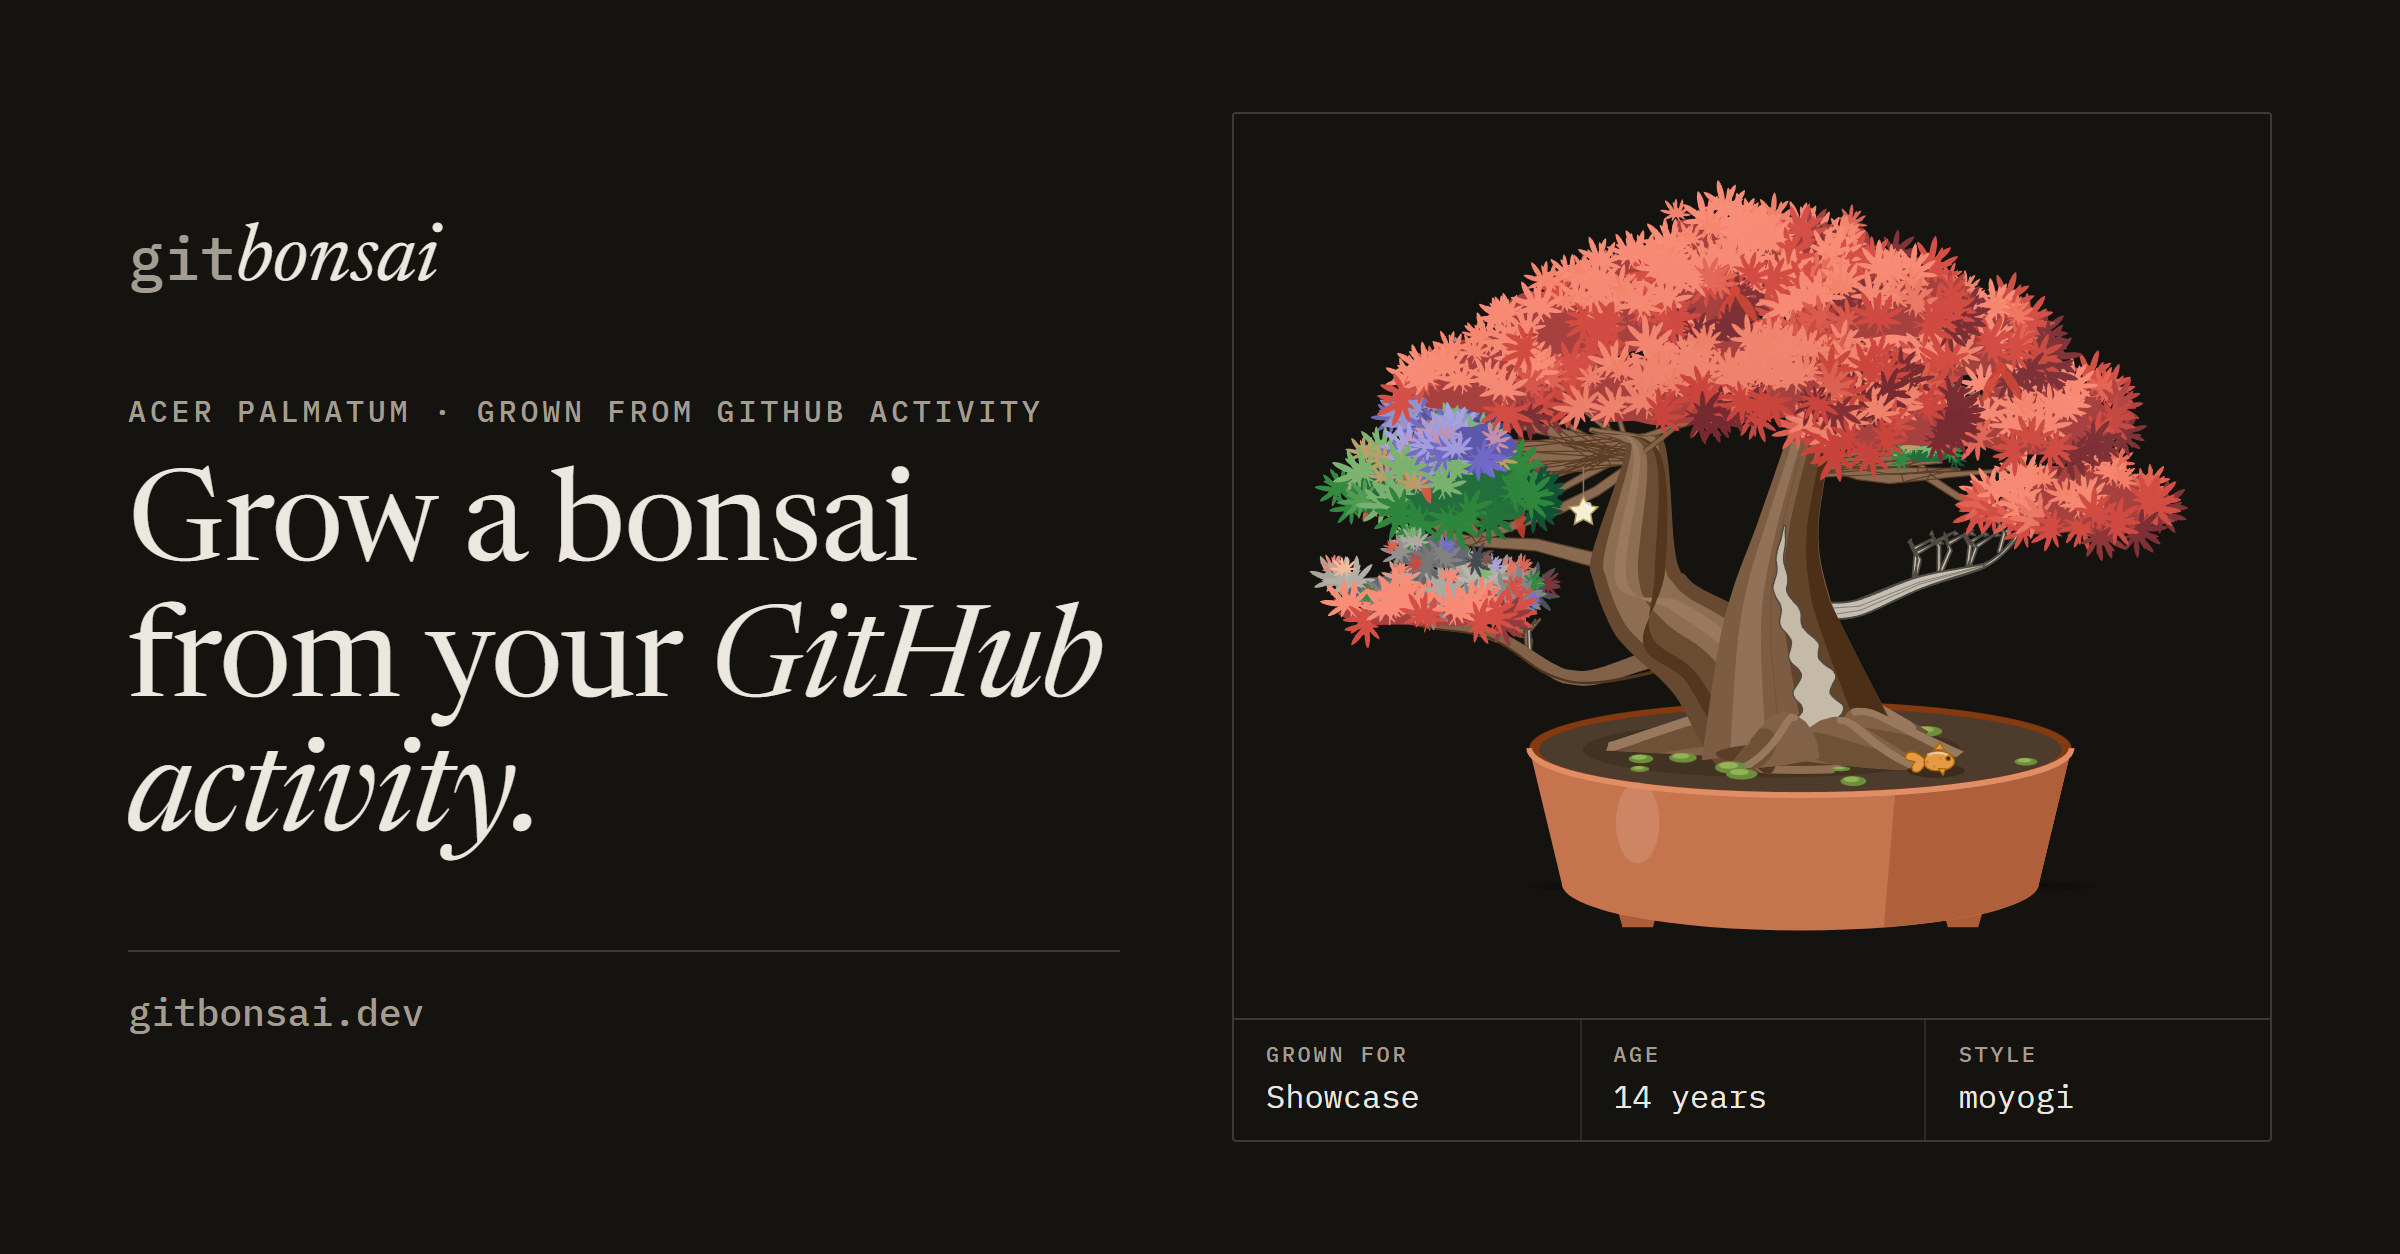 gitbonsai
ACER PALMATUM · GROWN FROM GITHUB ACTIVITY
Grow a bonsai
from your GitHub
activity.
gitbonsai.dev
GROWN FOR
Showcase
AGE
14 years
STYLE
moyogi